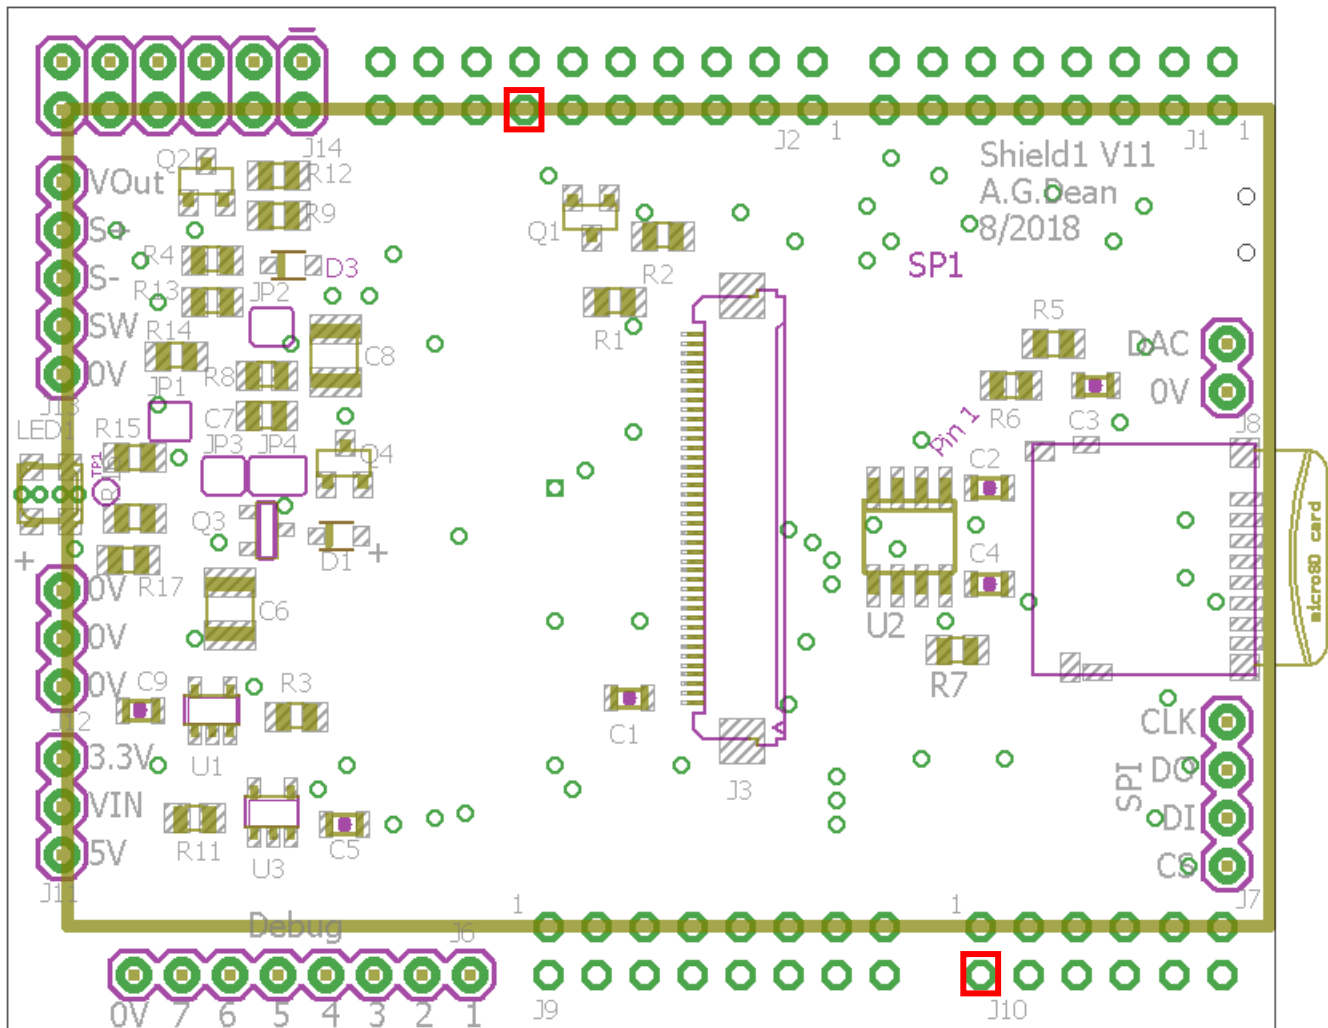 J14
J2
1
J1
1
Q2
R12
VOut
Shield1 V11
A.G.Dean
8/2018
R9
S+
Q1
R4
D3
R2
SP1
S-
R13
JP2
SW
R14
R1
R5
DAC
C8
0V
JP1
R8
R6
C3
0V
J13
C7
J8
LED1
R15
JP3
JP4
Q4
Pin 1
C2
TP1
Q3
microSD card
D1
+
+
C4
R17
0V
C6
U2
0V
R7
0V
C9
R3
J12
C1
CLK
3.3V
U1
J3
SPI
DO
VIN
DI
R11
U3
C5
5V
CS
J11
J7
1
1
Debug
J6
J9
J10
0V 7 6 5 4 3 2 1